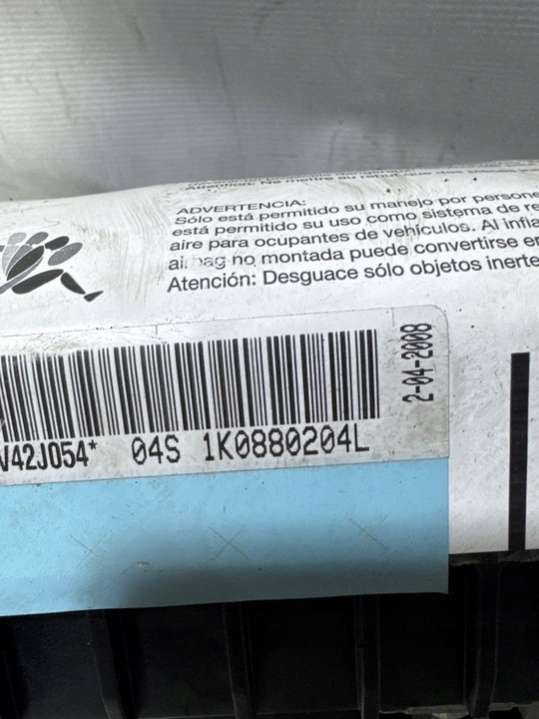 ADVERTENCIA:
Sólo está permitido su manejo por persone
está permitido su uso como sistema de re
aire para ocupantes de vehículos. Al infla
airbag no montada puede convertirse en
Atención: Desguace sólo objetos inerte
2-04-2008
V42J054* 04S 1K0880204L